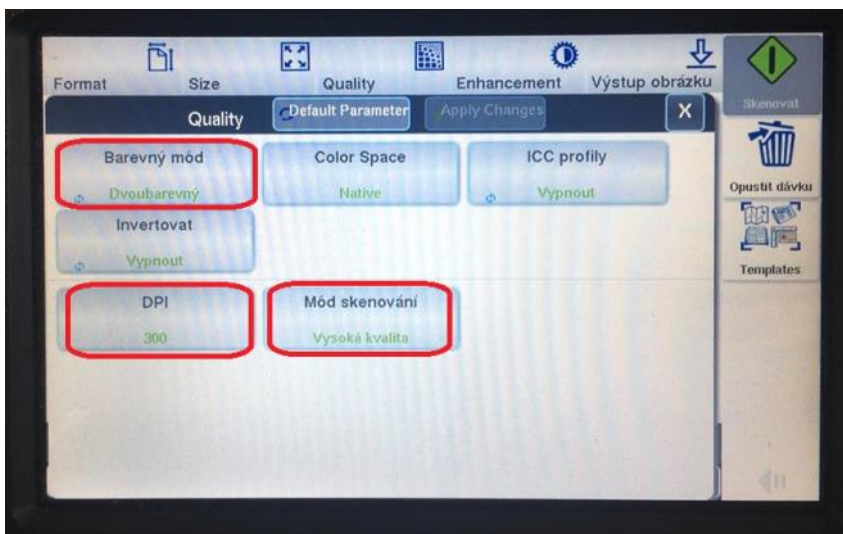 Format Size Quality Enhancement Výstup obrázku
Skenovat
Quality Default Parameter Apply Changes X
Barevný mód Color Space ICC profily
Dvoubarevný Native Vypnout
Opustit dávku
Invertovat
Vypnout
Templates
DPI Mód skenování
300 Vysoká kvalita